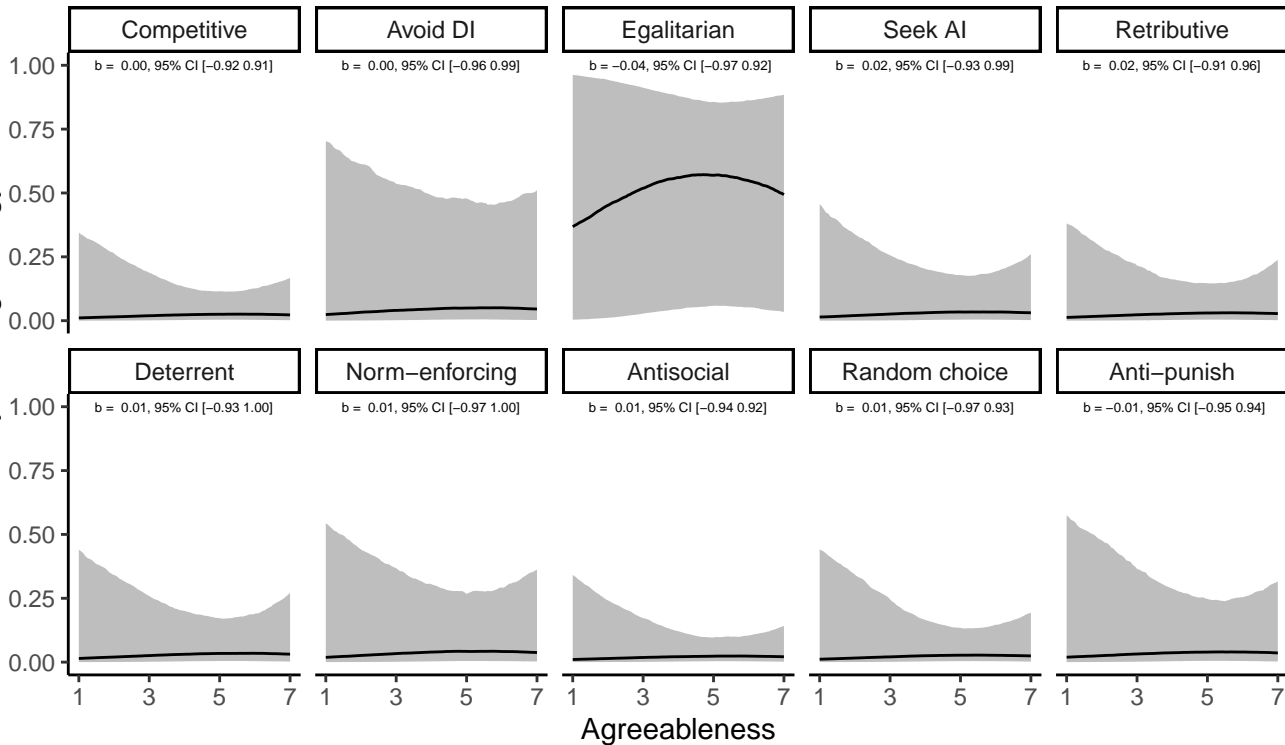 Competitive
Avoid DI
Egalitarian
Seek AI
Retributive
b = 0.00, 95% CI [−0.92 0.91]
b = 0.00, 95% CI [−0.96 0.99]
b = −0.04, 95% CI [−0.97 0.92]
b = 0.02, 95% CI [−0.93 0.99]
b = 0.02, 95% CI [−0.91 0.96]
1.00
0.75
0.50
0.25
0.00
Deterrent
Norm−enforcing
Antisocial
Random choice
Anti−punish
b = 0.01, 95% CI [−0.93 1.00]
b = 0.01, 95% CI [−0.97 1.00]
b = 0.01, 95% CI [−0.94 0.92]
b = 0.01, 95% CI [−0.97 0.93]
b = −0.01, 95% CI [−0.95 0.94]
1.00
0.75
0.50
0.25
0.00
1 3 5 7
1 3 5 7
1 3 5 7
1 3 5 7
1 3 5 7
Agreeableness